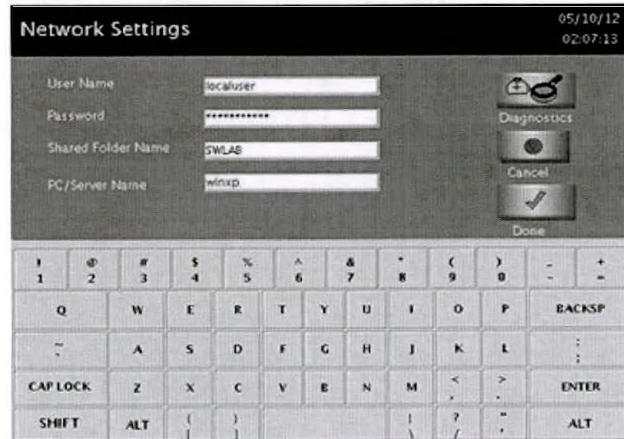 Network Settings
05/10/12
02:07:13
User Name
localuser
Password
***********
Shared Folder Name
SWLAB
PC/Server Name
winxp
Diagnostics
Cancel
Done
! @ # $ % ^ & * ( ) - +
1 2 3 4 5 6 7 8 9 0 - =
Q W E R T Y U I O P BACKSP
A S D F G H J K L : ;
CAP LOCK Z X C V B N M < , > . ENTER
SHIFT ALT { [ } ] | \ ? / " ' ALT